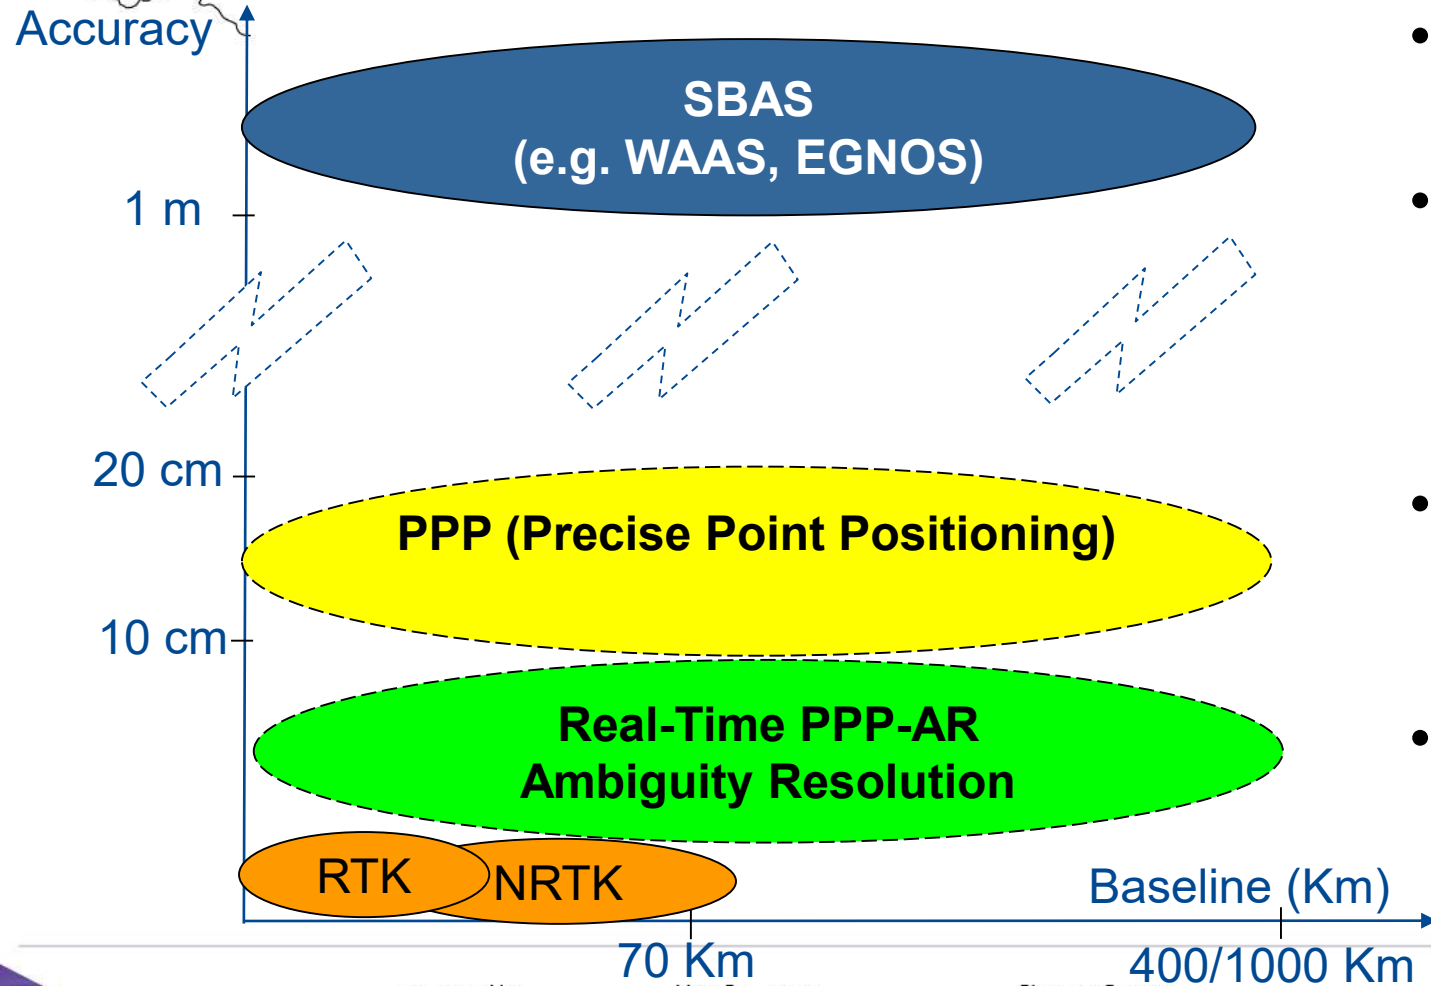 Accuracy
SBAS
(e.g. WAAS, EGNOS)
1 m
20 cm
PPP (Precise Point Positioning)
10 cm
Real-Time PPP-AR
Ambiguity Resolution
RTK
NRTK
Baseline (Km)
70 Km
400/1000 Km